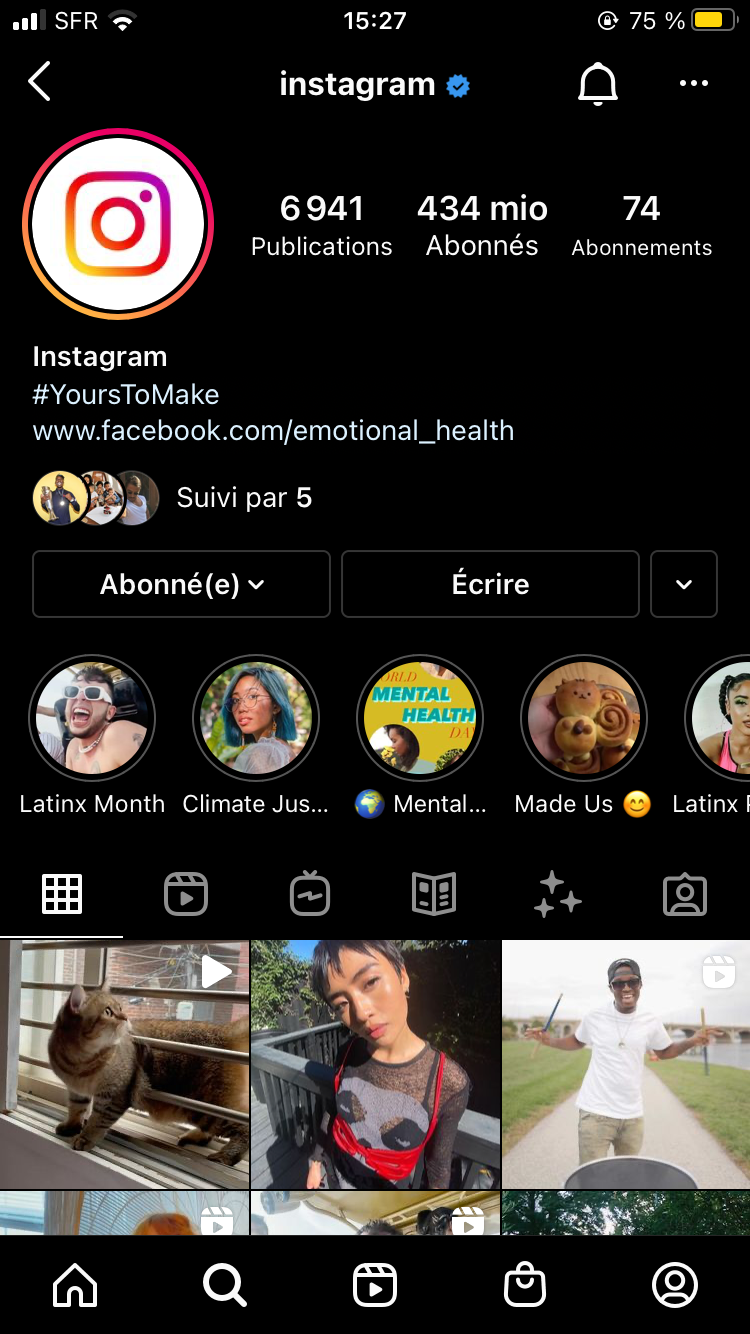 SFR 15:27 75 %
instagram
6 941 434 mio 74
Publications Abonnés Abonnements
Instagram
#YoursToMake
www.facebook.com/emotional_health
Suivi par 5
Abonné(e) Écrire
MENTAL
HEALTH
Latinx Month Climate Jus... 🌍 Mental... Made Us 😊 Latinx